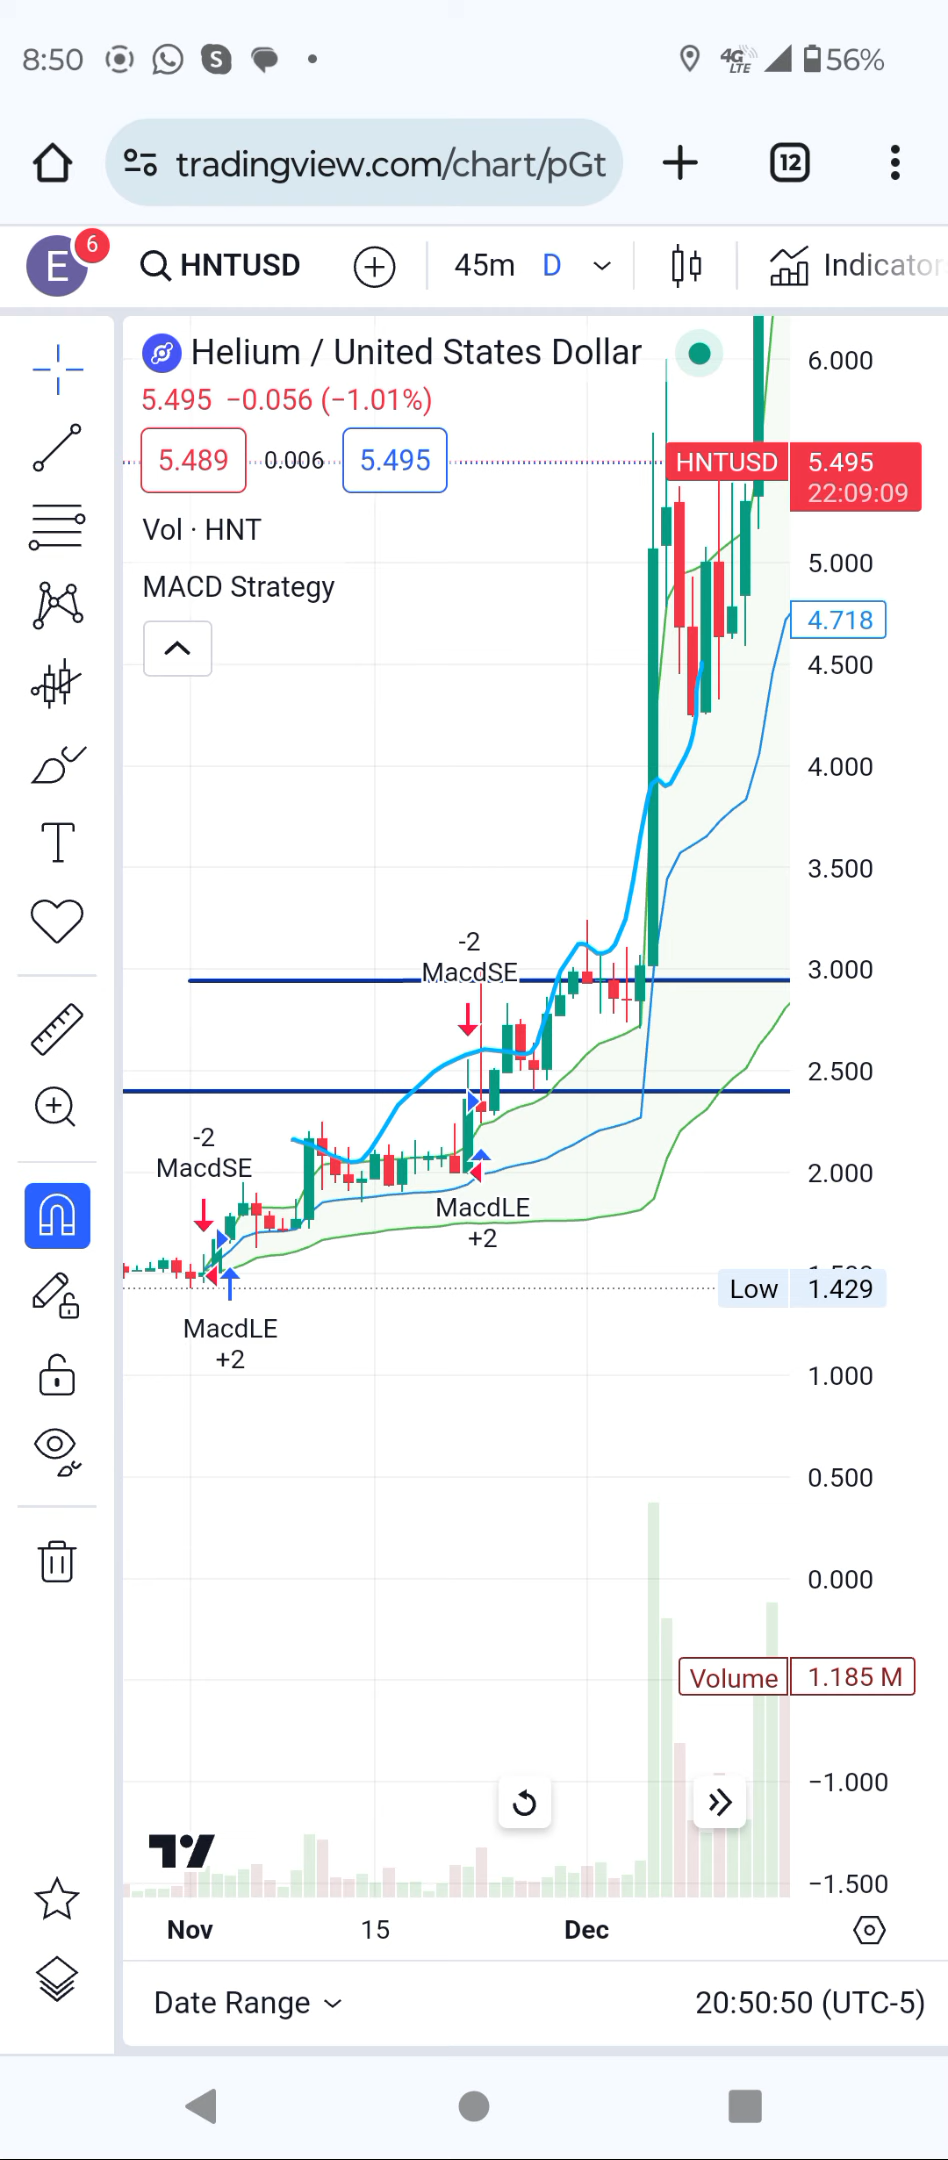 8:50
S
4G
LTE
56%
tradingview.com/chart/pGt
12
E
6
HNTUSD
45m
D
Indicator
Helium / United States Dollar
5.495 −0.056 (−1.01%)
5.489
0.006
5.495
Vol · HNT
MACD Strategy
6.000
HNTUSD
5.495
22:09:09
5.000
4.718
4.500
4.000
3.500
3.000
2.500
2.000
Low
1.429
1.000
0.500
0.000
Volume
1.185 M
−1.000
−1.500
-2
MacdSE
-2
MacdSE
MacdLE
+2
MacdLE
+2
Nov
15
Dec
Date Range
20:50:50 (UTC-5)